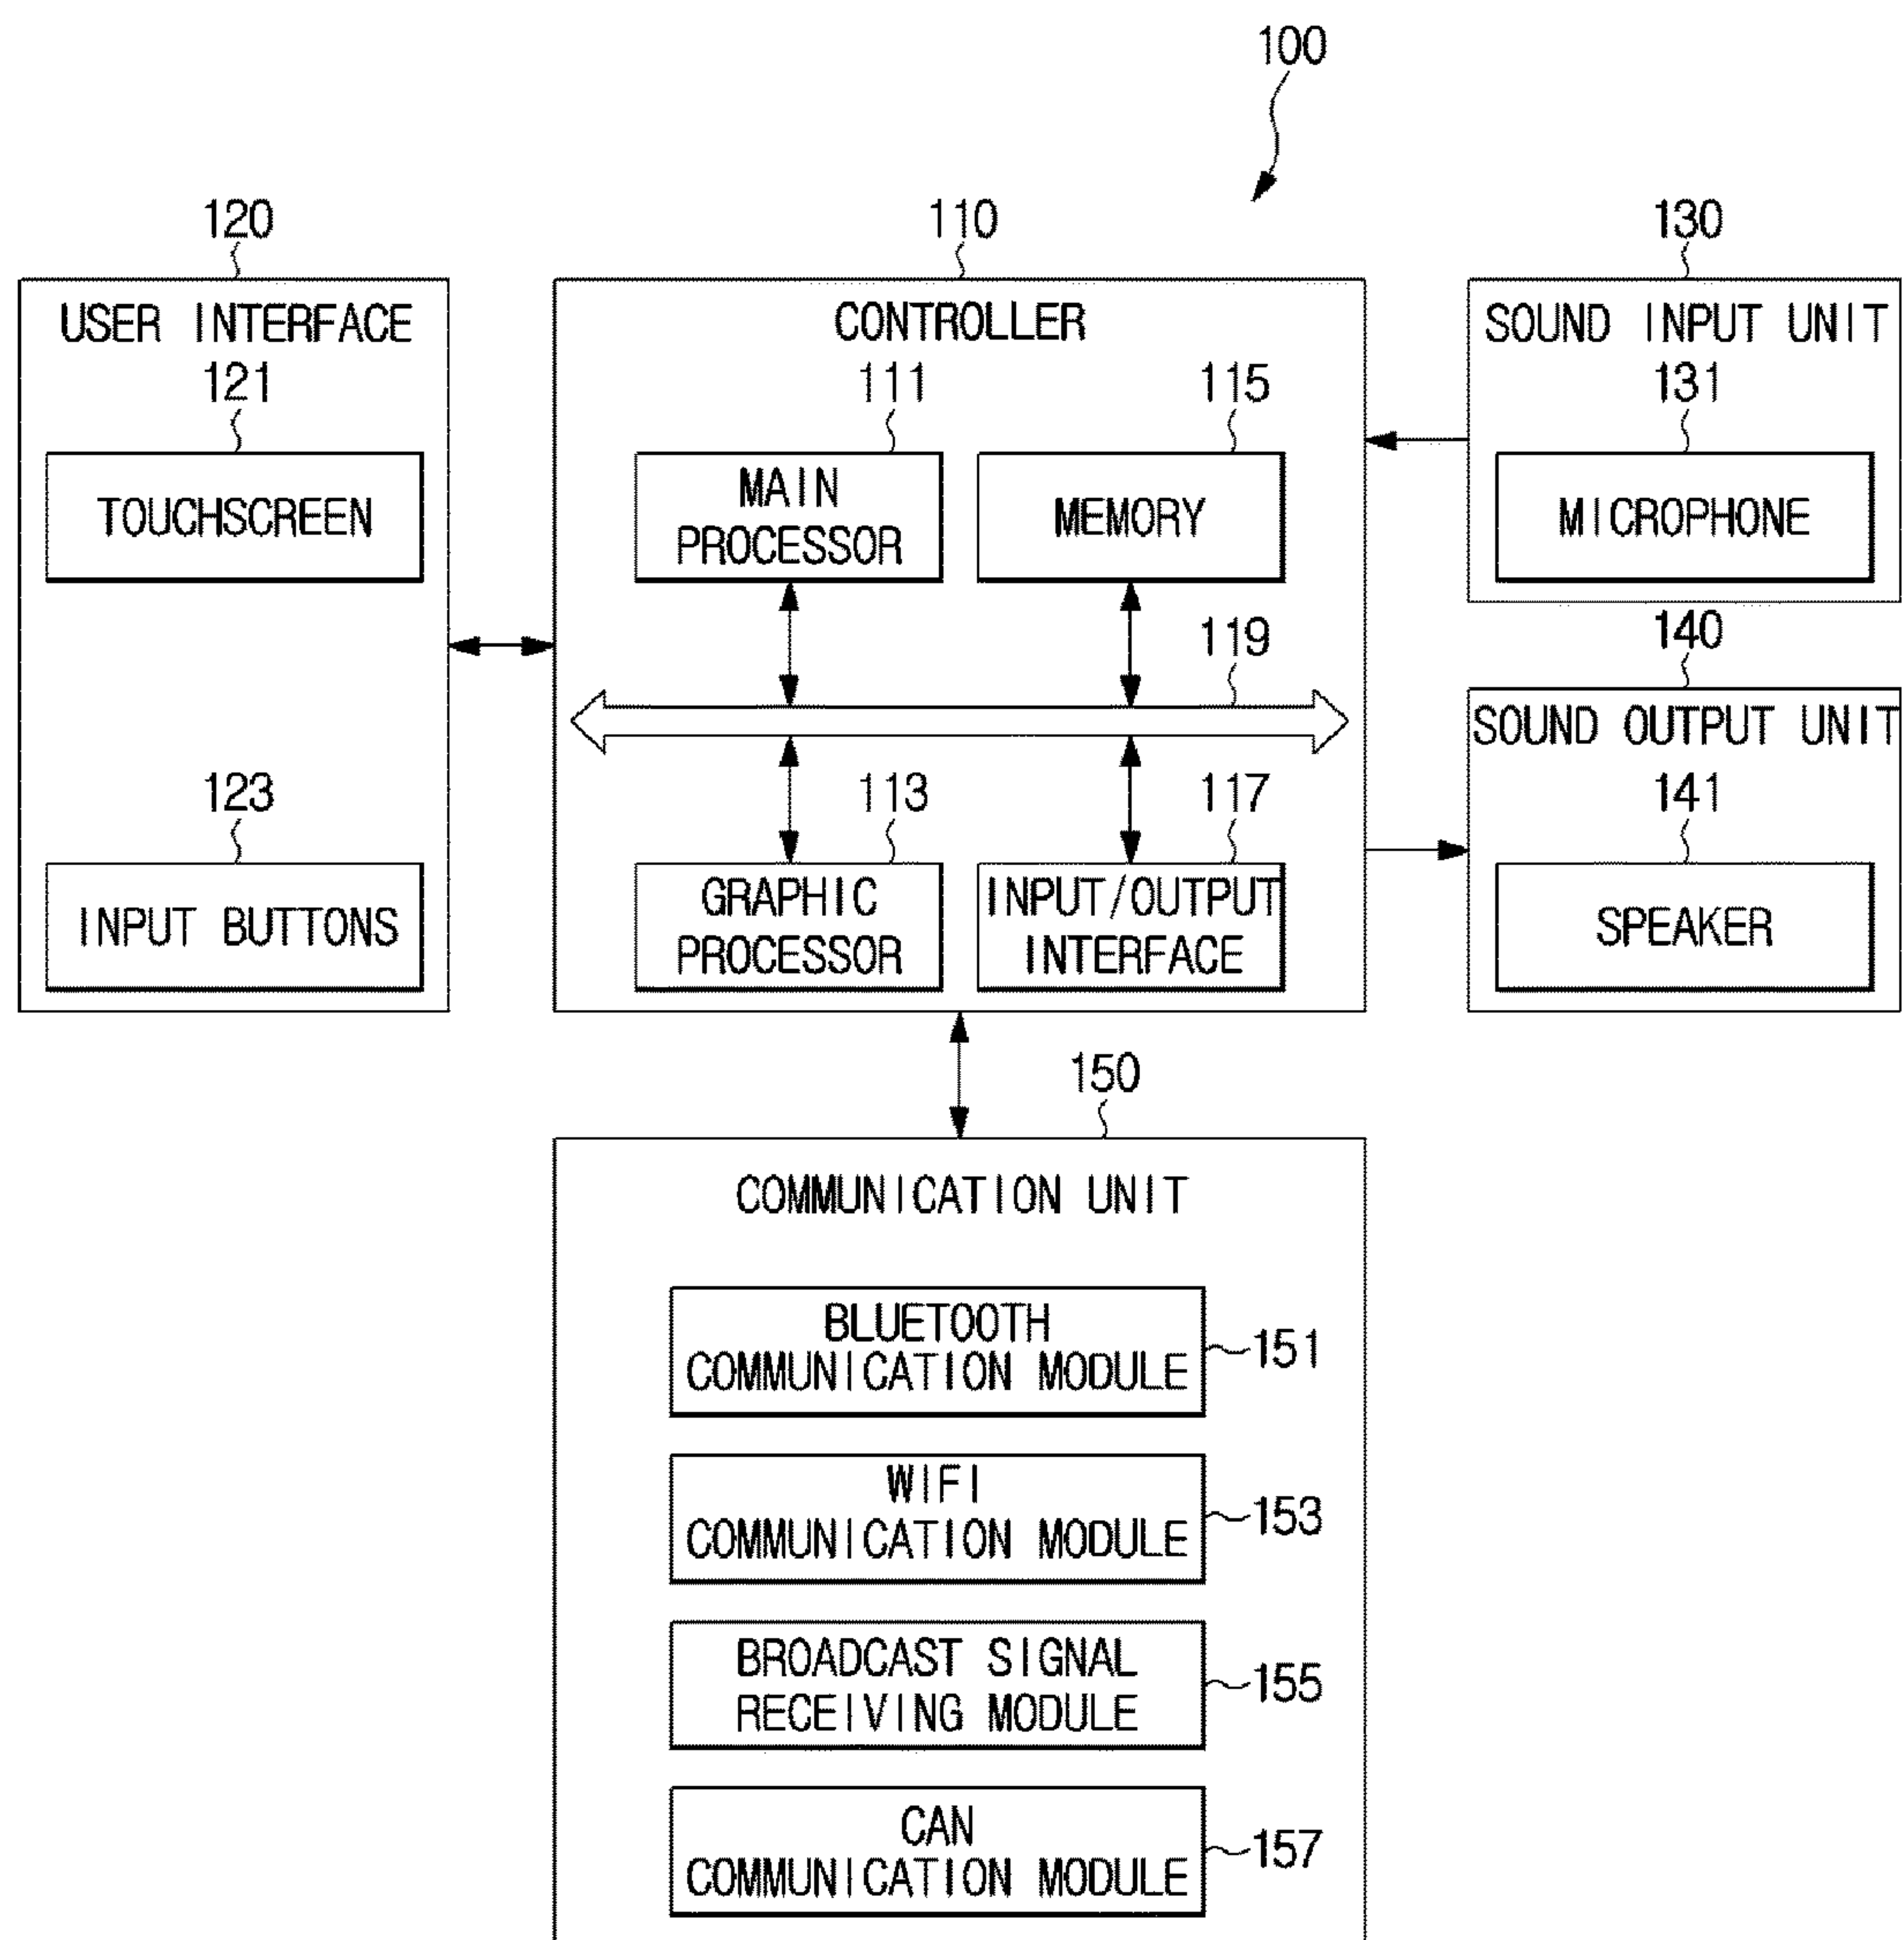 100
120
110
130
USER INTERFACE
CONTROLLER
SOUND INPUT UNIT
121
111
115
131
TOUCHSCREEN
MAIN
PROCESSOR
MEMORY
MICROPHONE
119
140
SOUND OUTPUT UNIT
123
113
117
141
INPUT BUTTONS
GRAPHIC
PROCESSOR
INPUT/OUTPUT
INTERFACE
SPEAKER
150
COMMUNICATION UNIT
BLUETOOTH
COMMUNICATION MODULE
151
WIFI
COMMUNICATION MODULE
153
BROADCAST SIGNAL
RECEIVING MODULE
155
CAN
COMMUNICATION MODULE
157